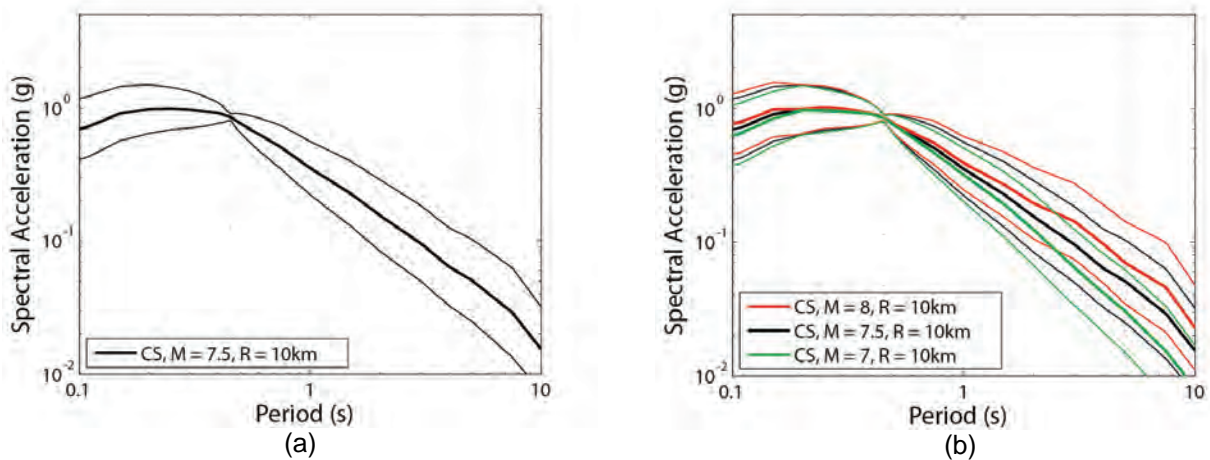 Spectral Acceleration (g)
10^0
10^-1
10^-2
0.1
1
10
Period (s)
CS, M = 7.5, R = 10km
(a)
Spectral Acceleration (g)
10^0
10^-1
10^-2
0.1
1
10
Period (s)
CS, M = 8, R = 10km
CS, M = 7.5, R = 10km
CS, M = 7, R = 10km
(b)